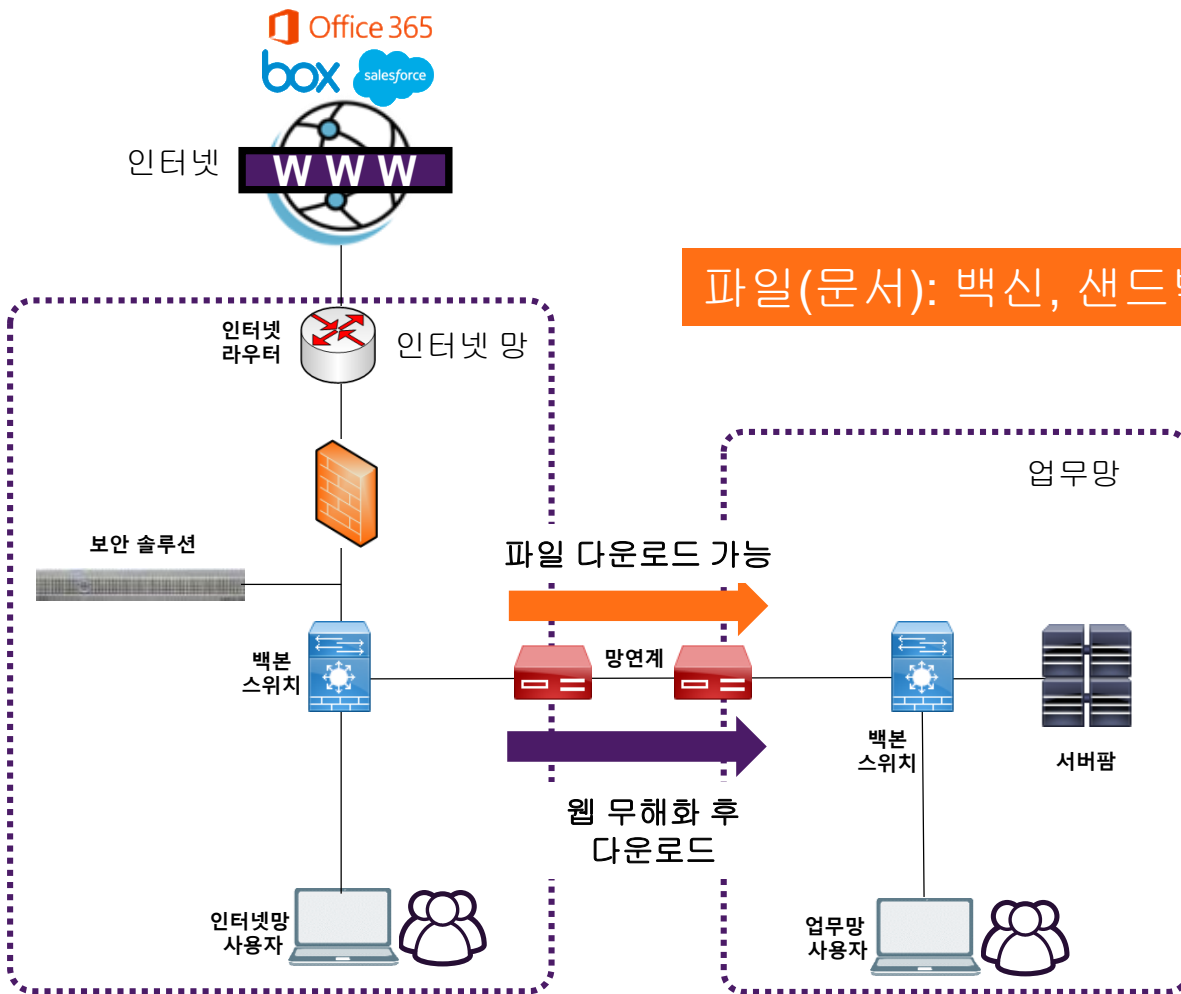 Office 365
box
salesforce
인터넷
W W W
파일(문서): 백신, 샌드
인터넷
라우터
인터넷 망
업무망
보안 솔루션
파일 다운로드 가능
백본
스위치
망연계
백본
스위치
서버팜
웹 무해화 후
다운로드
인터넷망
사용자
업무망
사용자